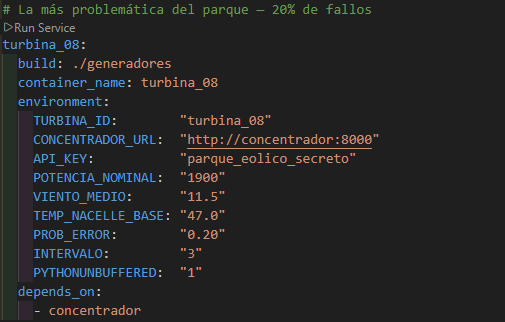 # La más problemática del parque — 20% de fallos
▷Run Service
turbina_08:
  build: ./generadores
  container_name: turbina_08
  environment:
    TURBINA_ID:        "turbina_08"
    CONCENTRADOR_URL:  "http://concentrador:8000"
    API_KEY:           "parque_eolico_secreto"
    POTENCIA_NOMINAL:  "1900"
    VIENTO_MEDIO:      "11.5"
    TEMP_NACELLE_BASE: "47.0"
    PROB_ERROR:        "0.20"
    INTERVALO:         "3"
    PYTHONUNBUFFERED:  "1"
  depends_on:
    - concentrador